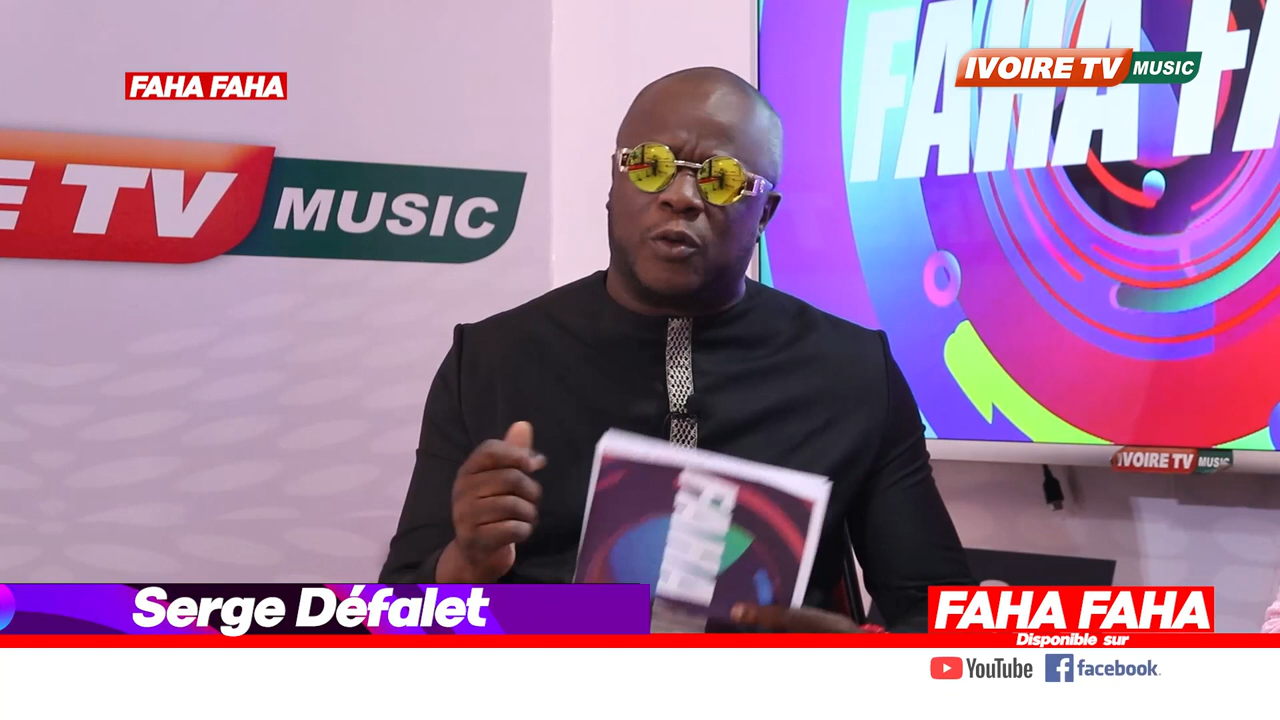 FAHA FAHA
IVOIRE TV MUSIC
FAHA FA
E TV MUSIC
IVOIRE TV MUSIC
FAHA
Serge Défalet
FAHA FAHA
Disponible sur
YouTube facebook.